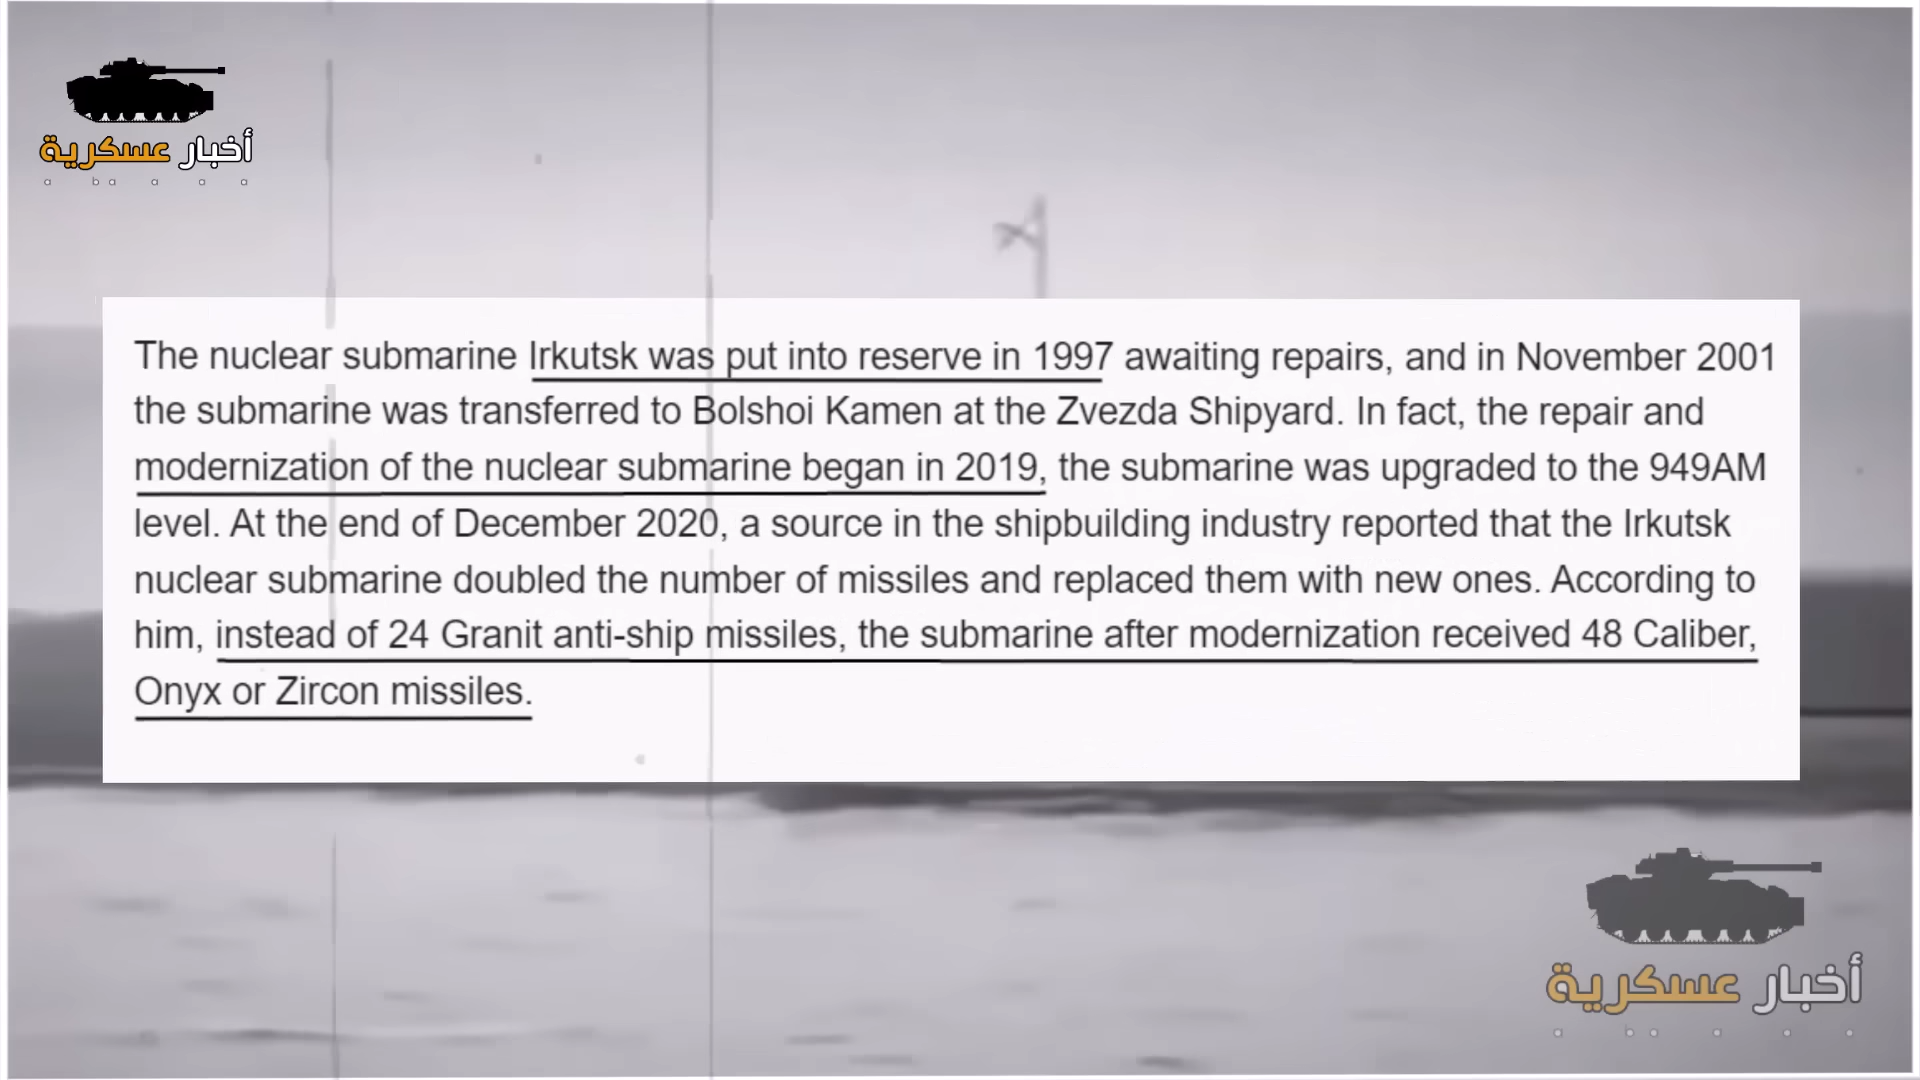 أخبار عسكرية
The nuclear submarine Irkutsk was put into reserve in 1997 awaiting repairs, and in November 2001
the submarine was transferred to Bolshoi Kamen at the Zvezda Shipyard. In fact, the repair and
modernization of the nuclear submarine began in 2019, the submarine was upgraded to the 949AM
level. At the end of December 2020, a source in the shipbuilding industry reported that the Irkutsk
nuclear submarine doubled the number of missiles and replaced them with new ones. According to
him, instead of 24 Granit anti-ship missiles, the submarine after modernization received 48 Caliber,
Onyx or Zircon missiles.
أخبار عسكرية